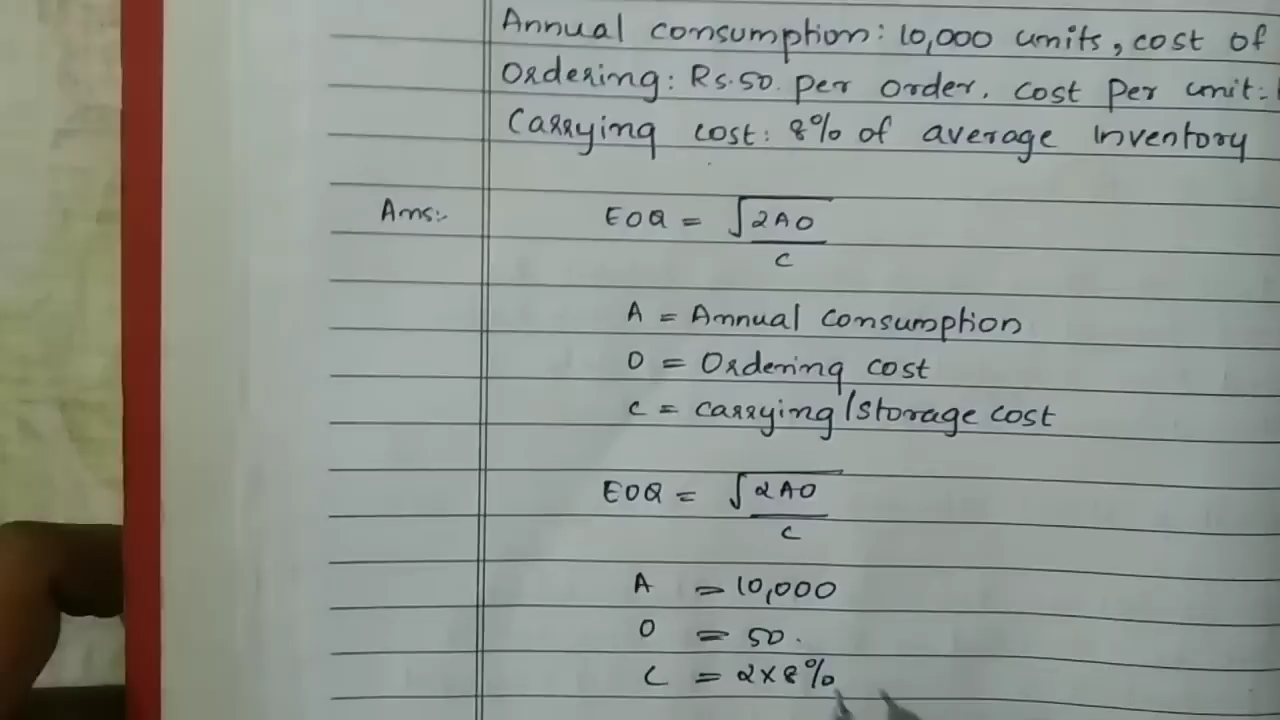 Annual consumption: 10,000 units, cost of
Ordering: Rs.50. per order. cost per unit:
Carrying cost: 8% of average inventory
Ans:-
EOQ = √2AO
C
A = Annual consumption
O = Ordering cost
C = carrying/storage cost
EOQ = √2AO
C
A = 10,000
O = 50.
C = 2×8%